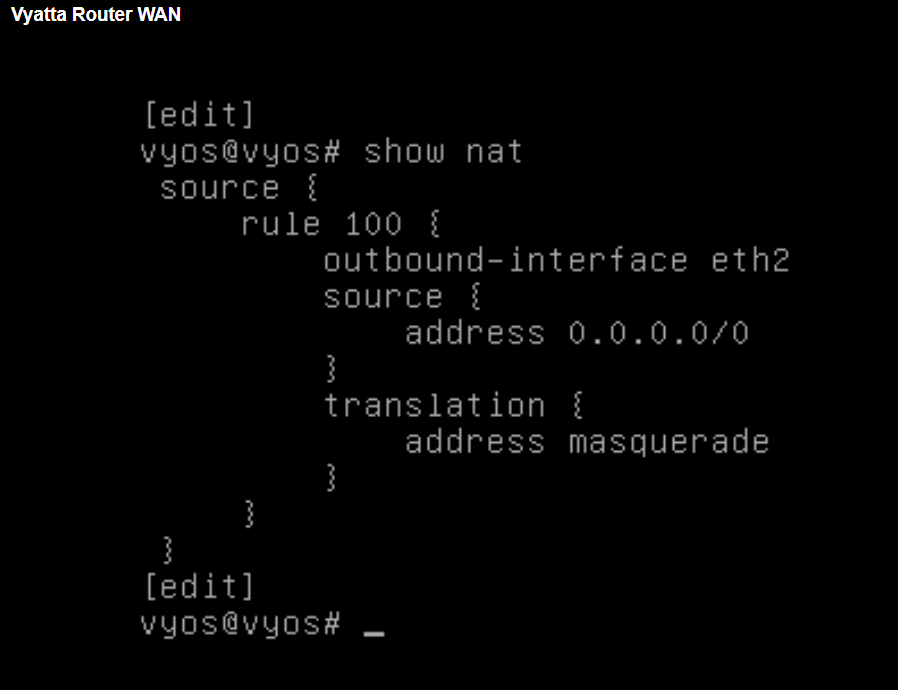 Vyatta Router WAN
[edit]
vyos@vyos# show nat
source {
rule 100 {
outbound-interface eth2
source {
address 0.0.0.0/0
}
translation {
address masquerade
}
}
}
[edit]
vyos@vyos# _